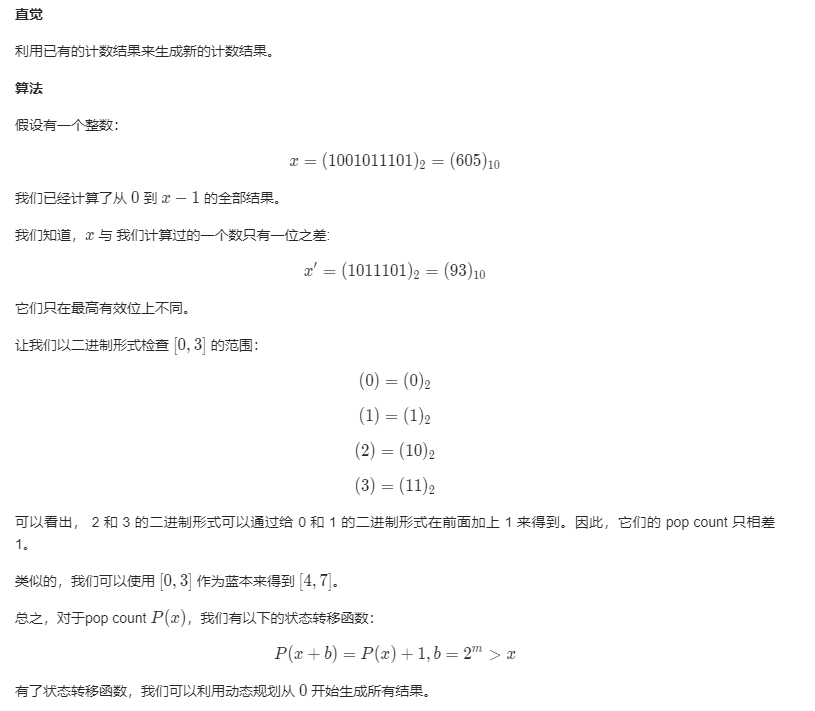 直觉
利用已有的计数结果来生成新的计数结果。
算法
假设有一个整数：
x = (1001011101)₂ = (605)₁₀
我们已经计算了从 0 到 x − 1 的全部结果。
我们知道，x 与 我们计算过的一个数只有一位之差:
x′ = (1011101)₂ = (93)₁₀
它们只在最高有效位上不同。
让我们以二进制形式检查 [0, 3] 的范围：
(0) = (0)₂
(1) = (1)₂
(2) = (10)₂
(3) = (11)₂
可以看出， 2 和 3 的二进制形式可以通过给 0 和 1 的二进制形式在前面加上 1 来得到。因此，它们的 pop count 只相差
1。
类似的，我们可以使用 [0, 3] 作为蓝本来得到 [4, 7]。
总之，对于pop count P(x)，我们有以下的状态转移函数：
P(x + b) = P(x) + 1, b = 2ᵐ > x
有了状态转移函数，我们可以利用动态规划从 0 开始生成所有结果。